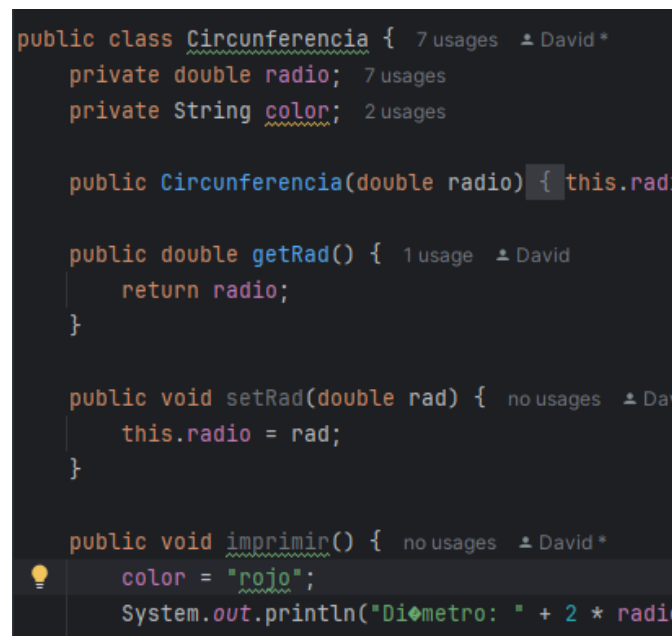 public class Circunferencia { 7 usages David *
private double radio; 7 usages
private String color; 2 usages
public Circunferencia(double radio) { this.radi
public double getRad() { 1 usage David
return radio;
}
public void setRad(double rad) { no usages Da
this.radio = rad;
}
public void imprimir() { no usages David *
color = "rojo";
System.out.println("Di�metro: " + 2 * radi